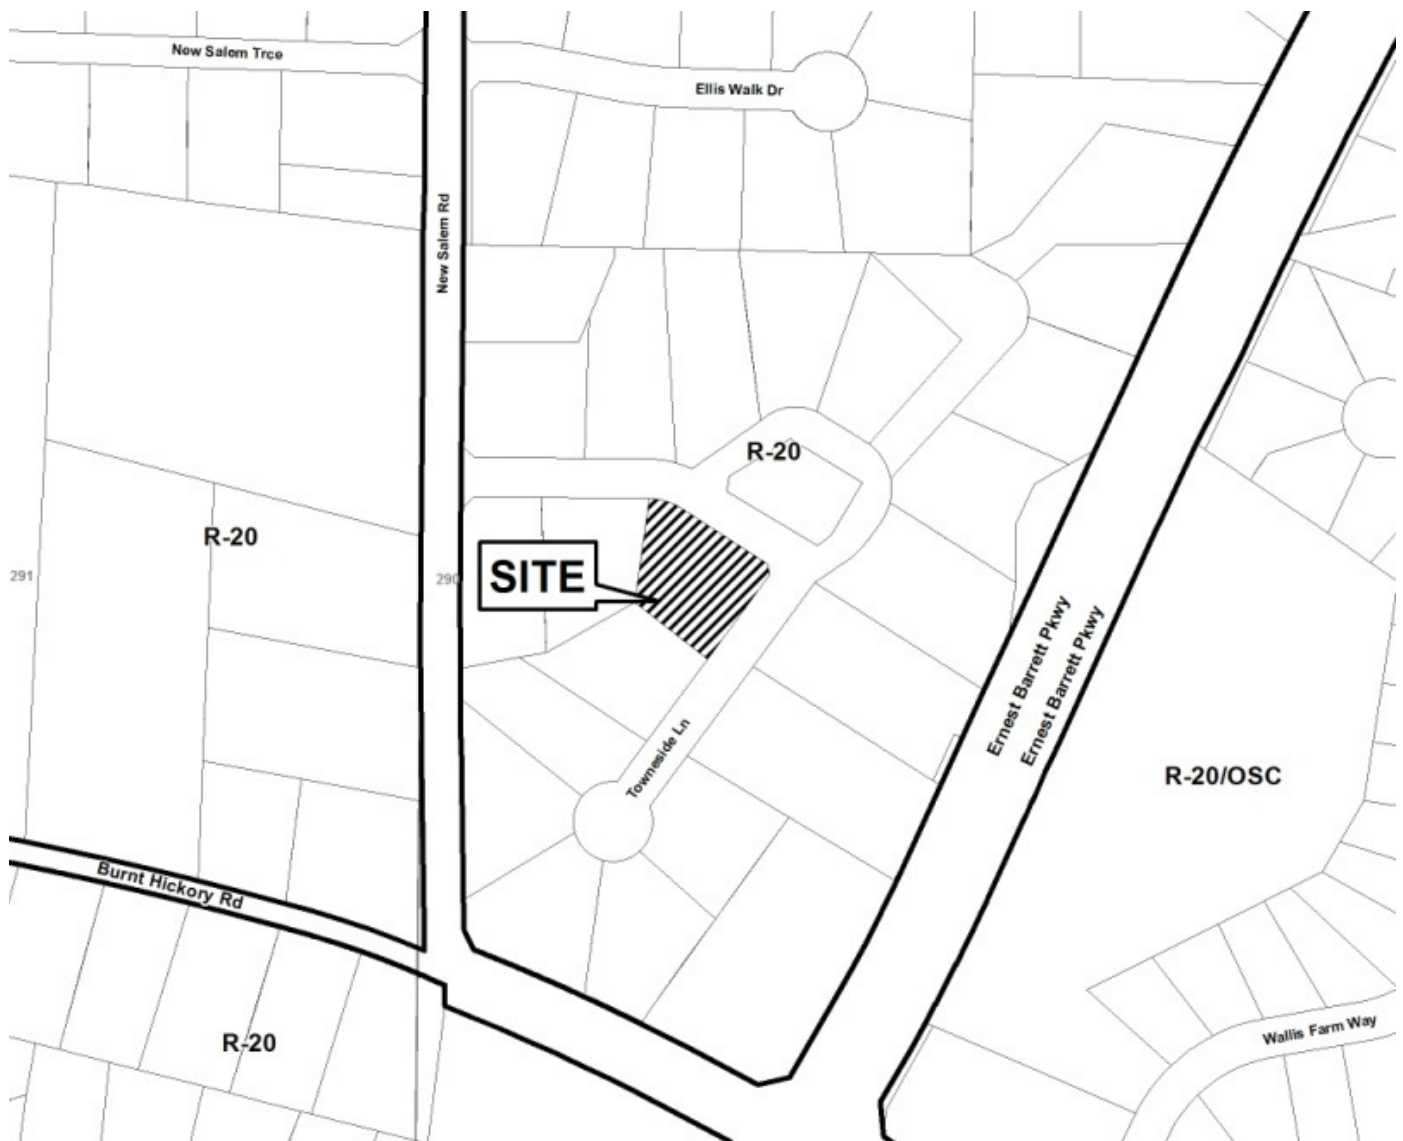 New Salem Trce
Ellis Walk Dr
New Salem Rd
R-20
R-20
291
290
SITE
Ernest Barrett Pkwy
Ernest Barrett Pkwy
Towneside Ln
R-20/OSC
Burnt Hickory Rd
R-20
Wallis Farm Way